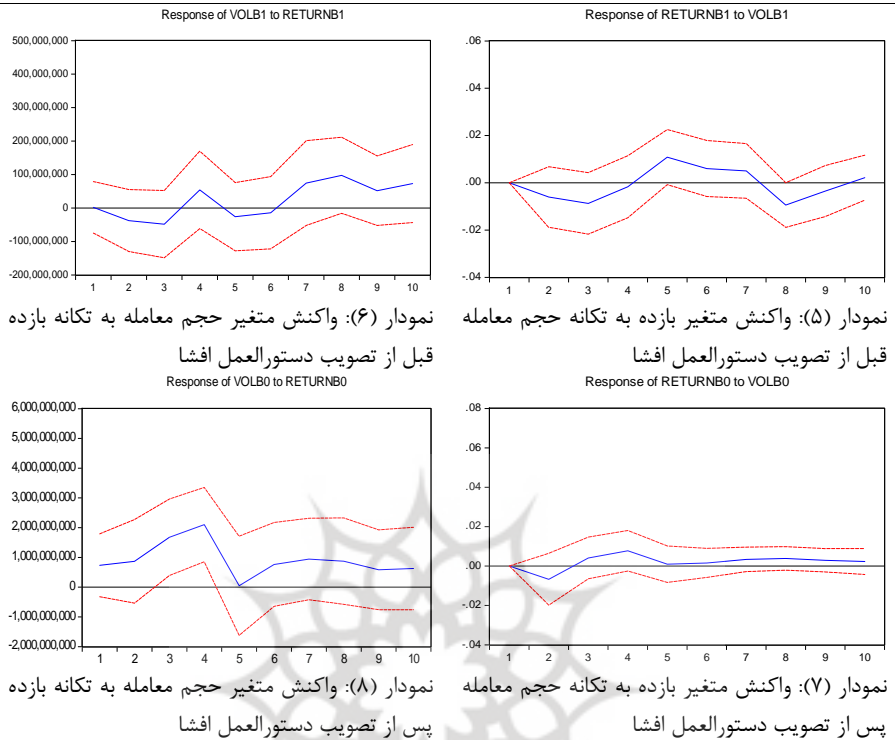 Response of VOLB1 to RETURNB1
500,000,000
400,000,000
300,000,000
200,000,000
100,000,000
0
-100,000,000
-200,000,000
1 2 3 4 5 6 7 8 9 10
Response of RETURNB1 to VOLB1
.06
.04
.02
.00
-.02
-.04
1 2 3 4 5 6 7 8 9 10
نمودار (۵): واکنش متغیر بازده به تکانه حجم معامله
قبل از تصویب دستورالعمل افشا
نمودار (۶): واکنش متغیر حجم معامله به تکانه بازده
قبل از تصویب دستورالعمل افشا
Response of VOLB0 to RETURNB0
6,000,000,000
5,000,000,000
4,000,000,000
3,000,000,000
2,000,000,000
1,000,000,000
0
-1,000,000,000
-2,000,000,000
1 2 3 4 5 6 7 8 9 10
Response of RETURNB0 to VOLB0
.08
.06
.04
.02
.00
-.02
-.04
1 2 3 4 5 6 7 8 9 10
نمودار (۷): واکنش متغیر بازده به تکانه حجم معامله
پس از تصویب دستورالعمل افشا
نمودار (۸): واکنش متغیر حجم معامله به تکانه بازده
پس از تصویب دستورالعمل افشا